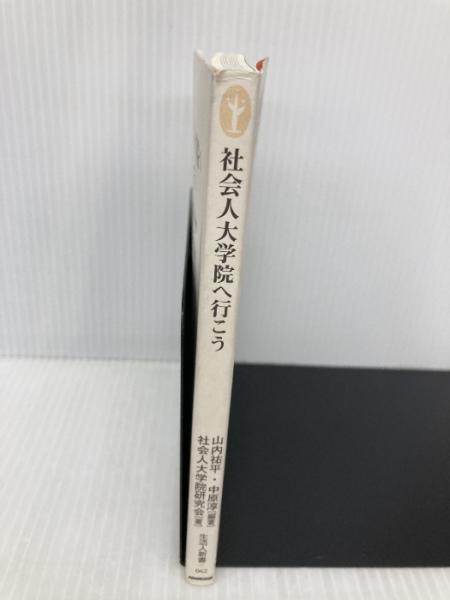 社会人大学院へ行こう
山内祐平・中原淳[編著]
社会人大学院研究会[著]
生活人新書
062